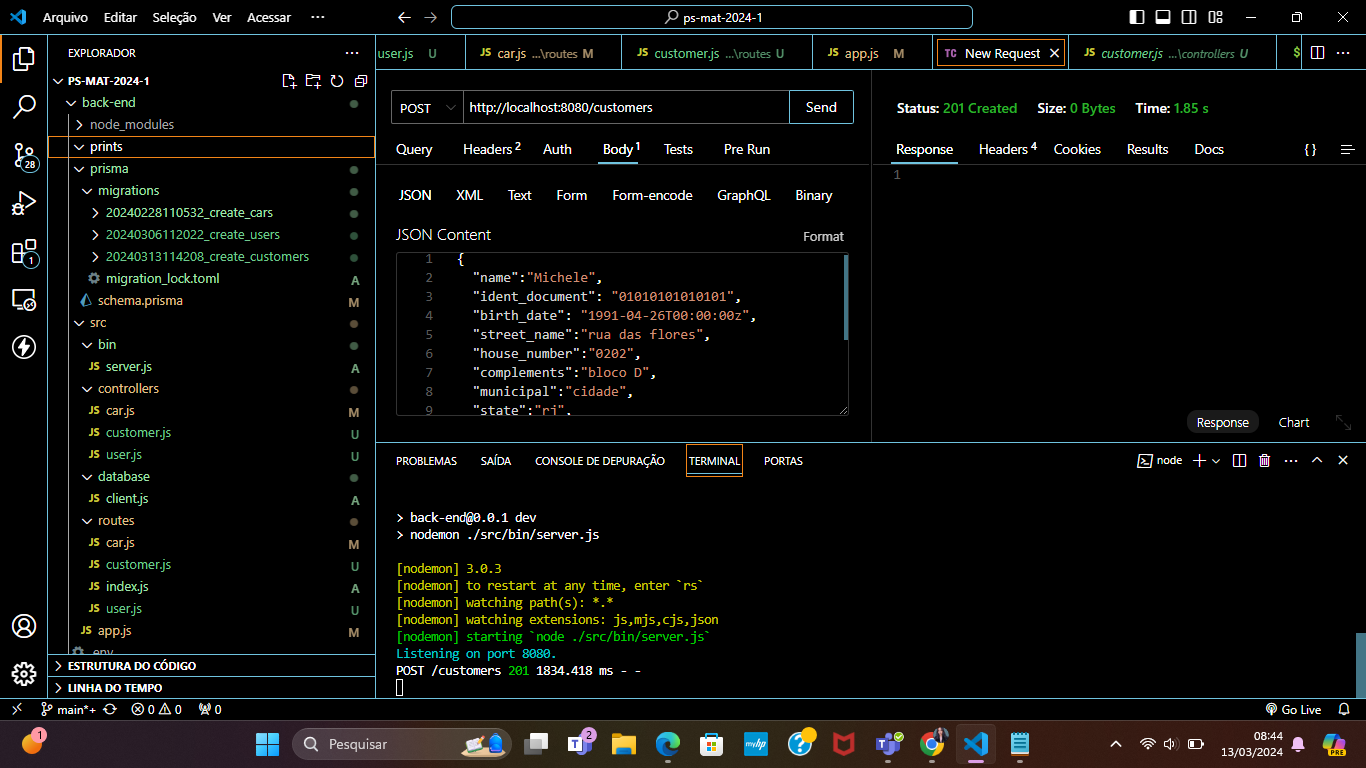 Arquivo Editar Seleção Ver Acessar ··· ps-mat-2024-1
EXPLORADOR ···
PS-MAT-2024-1
back-end
node_modules
prints
prisma
migrations
20240228110532_create_cars
20240306112022_create_users
20240313114208_create_customers
migration_lock.toml A
schema.prisma M
src
bin
JS server.js A
controllers
JS car.js M
JS customer.js U
JS user.js U
database
JS client.js A
routes
JS car.js M
JS customer.js U
JS index.js A
JS user.js U
JS app.js M
.env
ESTRUTURA DO CÓDIGO
LINHA DO TEMPO
28
1
user.js U JS car.js ...\routes M JS customer.js ...\routes U JS app.js M TC New Request JS customer.js ...\controllers U $ ···
POST http://localhost:8080/customers Send
Query Headers 2 Auth Body 1 Tests Pre Run
JSON XML Text Form Form-encode GraphQL Binary
JSON Content Format
1 {
2 "name":"Michele",
3 "ident_document": "01010101010101",
4 "birth_date": "1991-04-26T00:00:00z",
5 "street_name":"rua das flores",
6 "house_number":"0202",
7 "complements":"bloco D",
8 "municipal":"cidade",
9 "state":"rj",
Status: 201 Created Size: 0 Bytes Time: 1.85 s
Response Headers 4 Cookies Results Docs {}
1
Response Chart
PROBLEMAS SAÍDA CONSOLE DE DEPURAÇÃO TERMINAL PORTAS node ···
> back-end@0.0.1 dev
> nodemon ./src/bin/server.js
[nodemon] 3.0.3
[nodemon] to restart at any time, enter `rs`
[nodemon] watching path(s): *.*
[nodemon] watching extensions: js,mjs,cjs,json
[nodemon] starting `node ./src/bin/server.js`
Listening on port 8080.
POST /customers 201 1834.418 ms - -
main*+ 0 0 0 Go Live
1 Pesquisar 2 myhp 08:44
13/03/2024 PRE